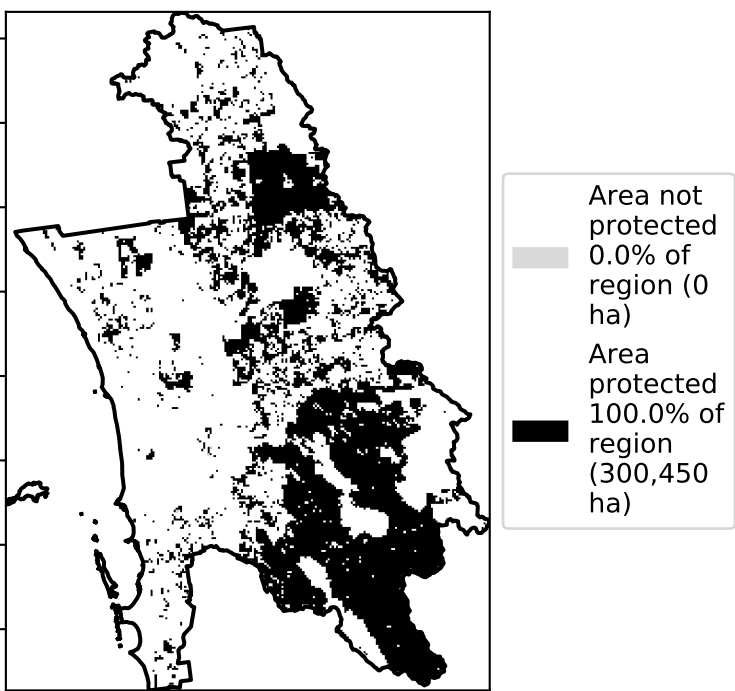 Area not
protected
0.0% of
region (0
ha)
Area
protected
100.0% of
region
(300,450
ha)